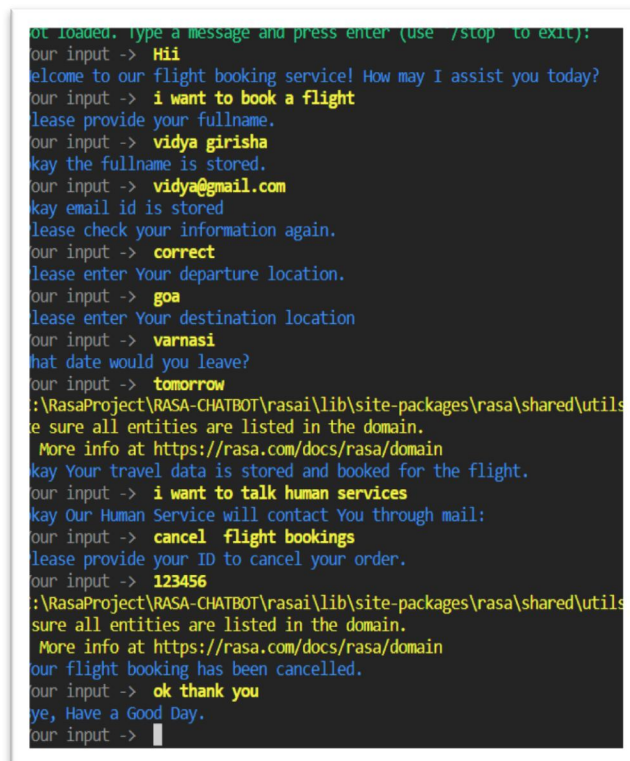 ot loaded. Type a message and press enter (use '/stop' to exit):
our input -> Hii
elcome to our flight booking service! How may I assist you today?
our input -> i want to book a flight
lease provide your fullname.
our input -> vidya girisha
kay the fullname is stored.
our input -> vidya@gmail.com
kay email id is stored
lease check your information again.
our input -> correct
lease enter Your departure location.
our input -> goa
lease enter Your destination location
our input -> varnasi
hat date would you leave?
our input -> tomorrow
:\RasaProject\RASA-CHATBOT\rasai\lib\site-packages\rasa\shared\utils
e sure all entities are listed in the domain.
More info at https://rasa.com/docs/rasa/domain
kay Your travel data is stored and booked for the flight.
our input -> i want to talk human services
kay Our Human Service will contact You through mail:
our input -> cancel flight bookings
lease provide your ID to cancel your order.
our input -> 123456
:\RasaProject\RASA-CHATBOT\rasai\lib\site-packages\rasa\shared\utils
sure all entities are listed in the domain.
More info at https://rasa.com/docs/rasa/domain
our flight booking has been cancelled.
our input -> ok thank you
ye, Have a Good Day.
our input ->